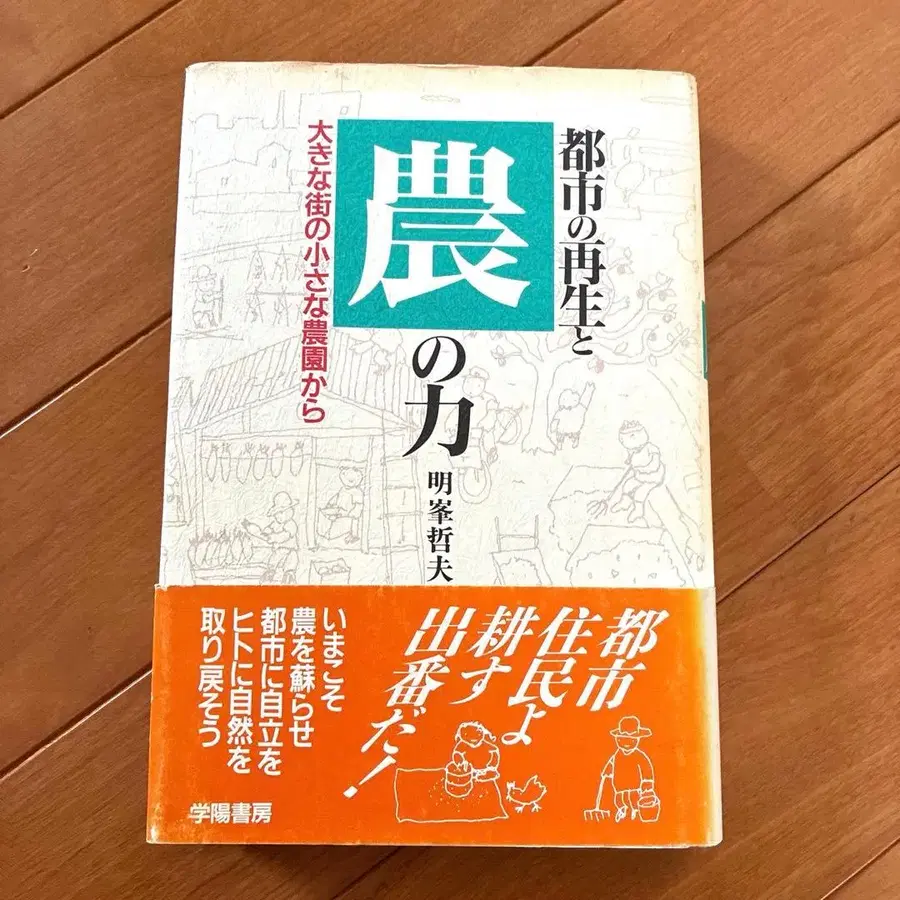 都市の再生と
農
の力
大きな街の小さな農園から
明峯哲夫
都市
住民よ
耕す
出番だ!
いまこそ
農を蘇らせ
都市に自立を
ヒトに自然を
取り戻そう
学陽書房